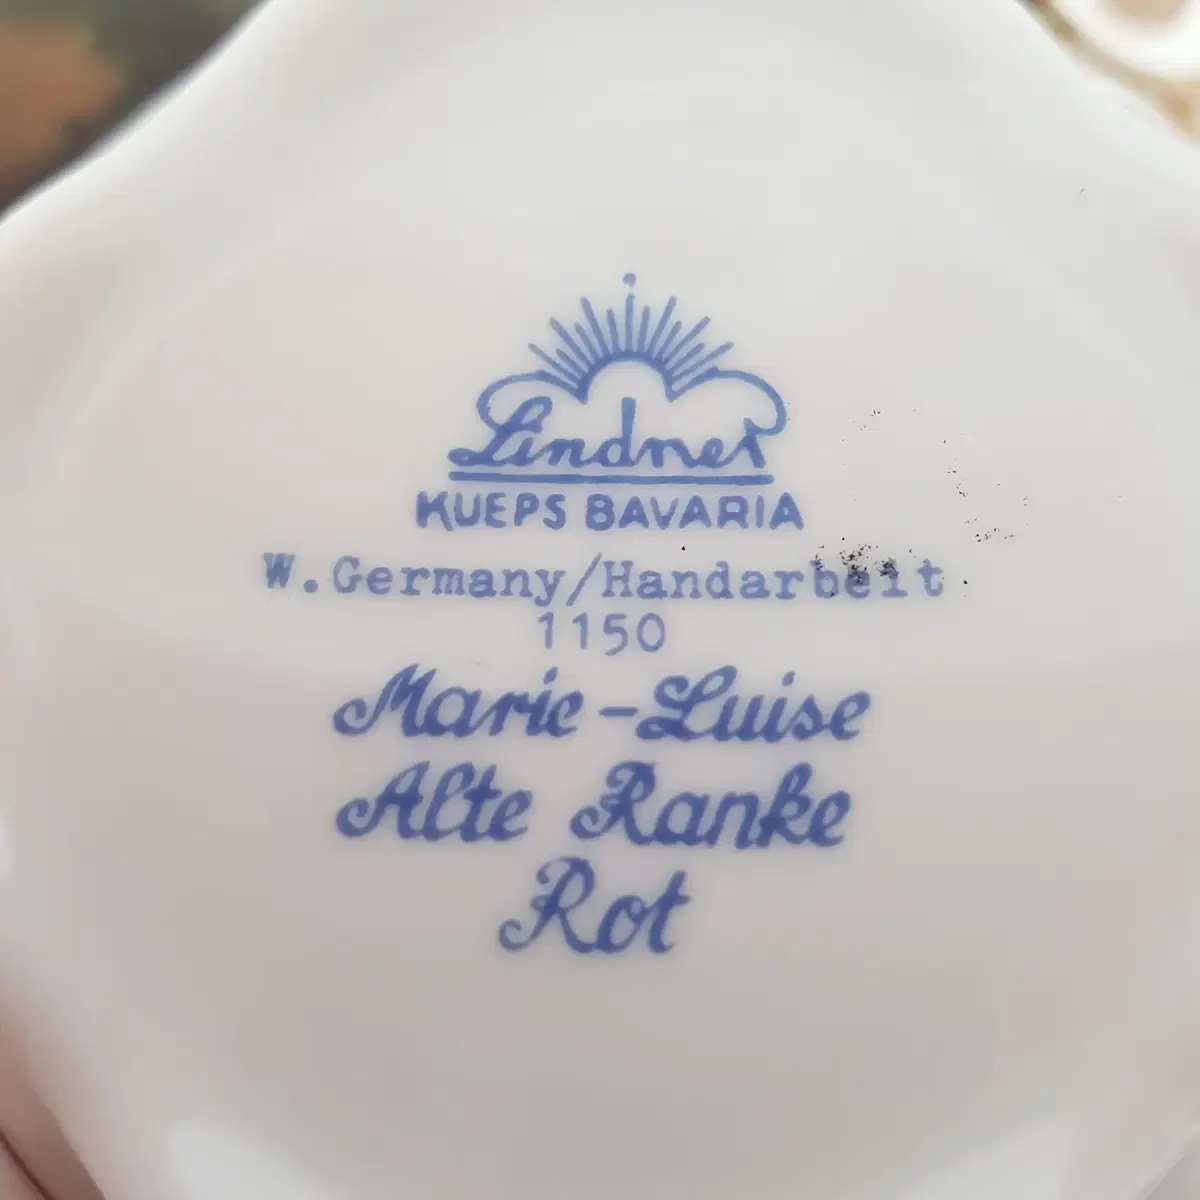 Lindner
KUEPS BAVARIA
W.Germany/Handarbeit
1150
Marie-Luise
Alte Ranke
Rot